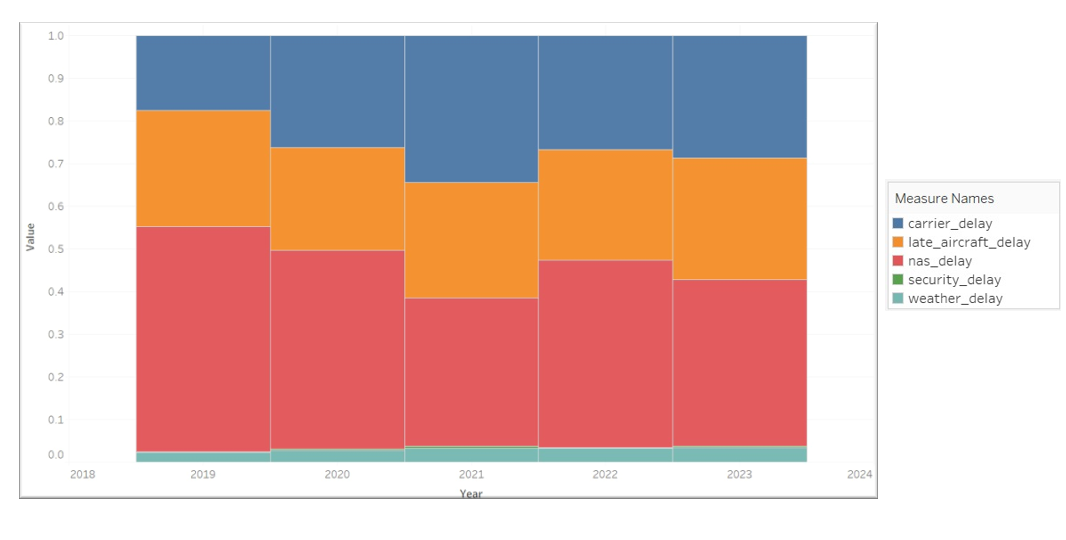 1.0
0.9
0.8
0.7
0.6
0.5
0.4
0.3
0.2
0.1
0.0
Value
2018 2019 2020 2021 2022 2023 2024
Year
Measure Names
carrier_delay
late_aircraft_delay
nas_delay
security_delay
weather_delay